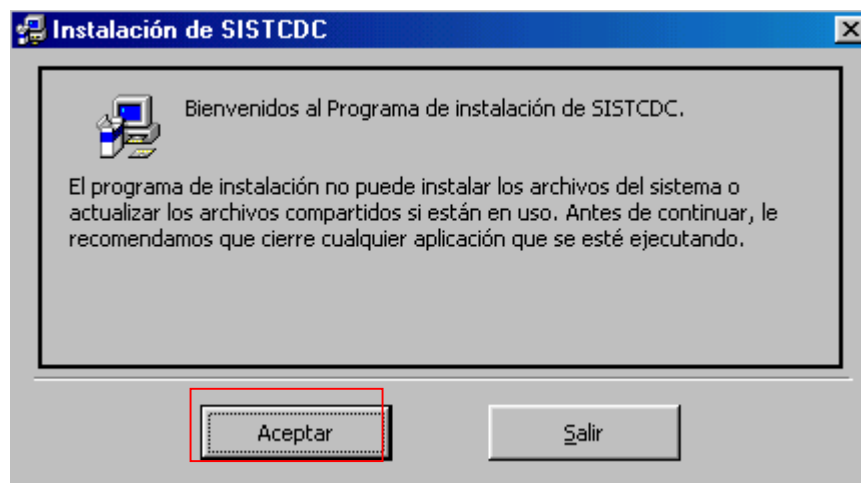 Instalación de SISTCDC
Bienvenidos al Programa de instalación de SISTCDC.
El programa de instalación no puede instalar los archivos del sistema o
actualizar los archivos compartidos si están en uso. Antes de continuar, le
recomendamos que cierre cualquier aplicación que se esté ejecutando.
Aceptar
Salir